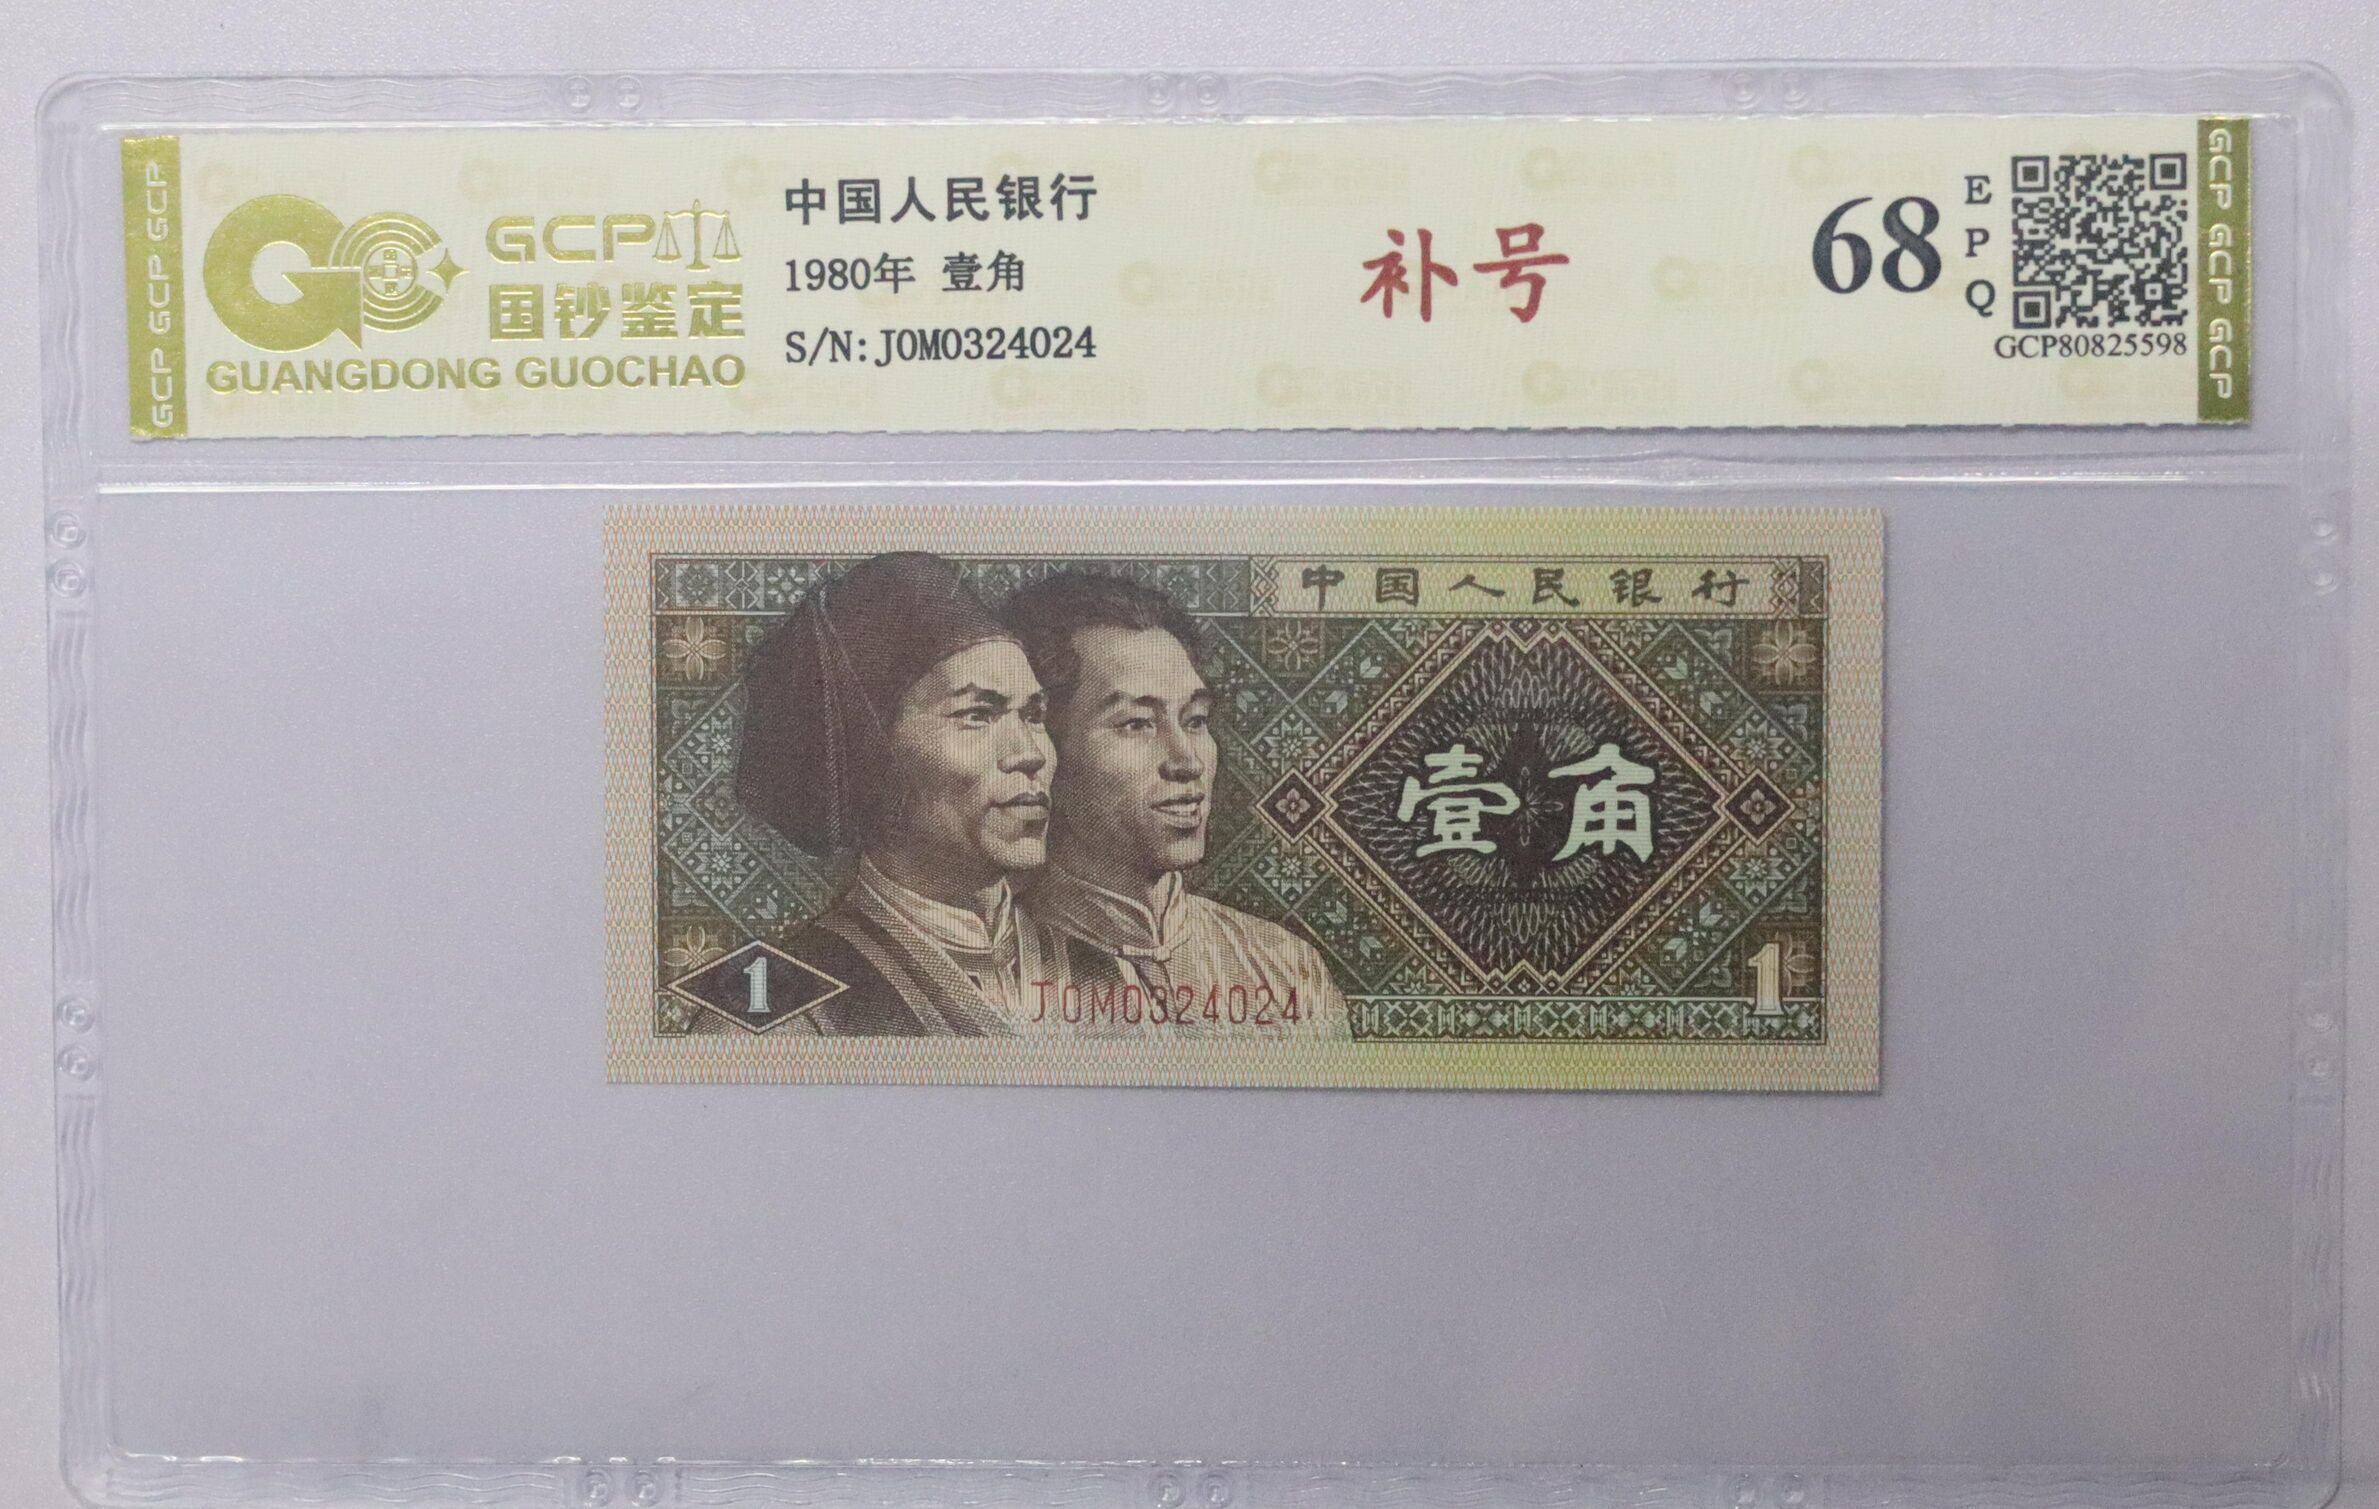 GCP GCP GCP
GCP
国钞鉴定
GUANGDONG GUOCHAO
中国人民银行
1980年 壹角
S/N:J0M0324024
补号
68
E
P
Q
GCP80825598
GCP GCP GCP
中国人民银行
壹角
1
J0M0324024
1